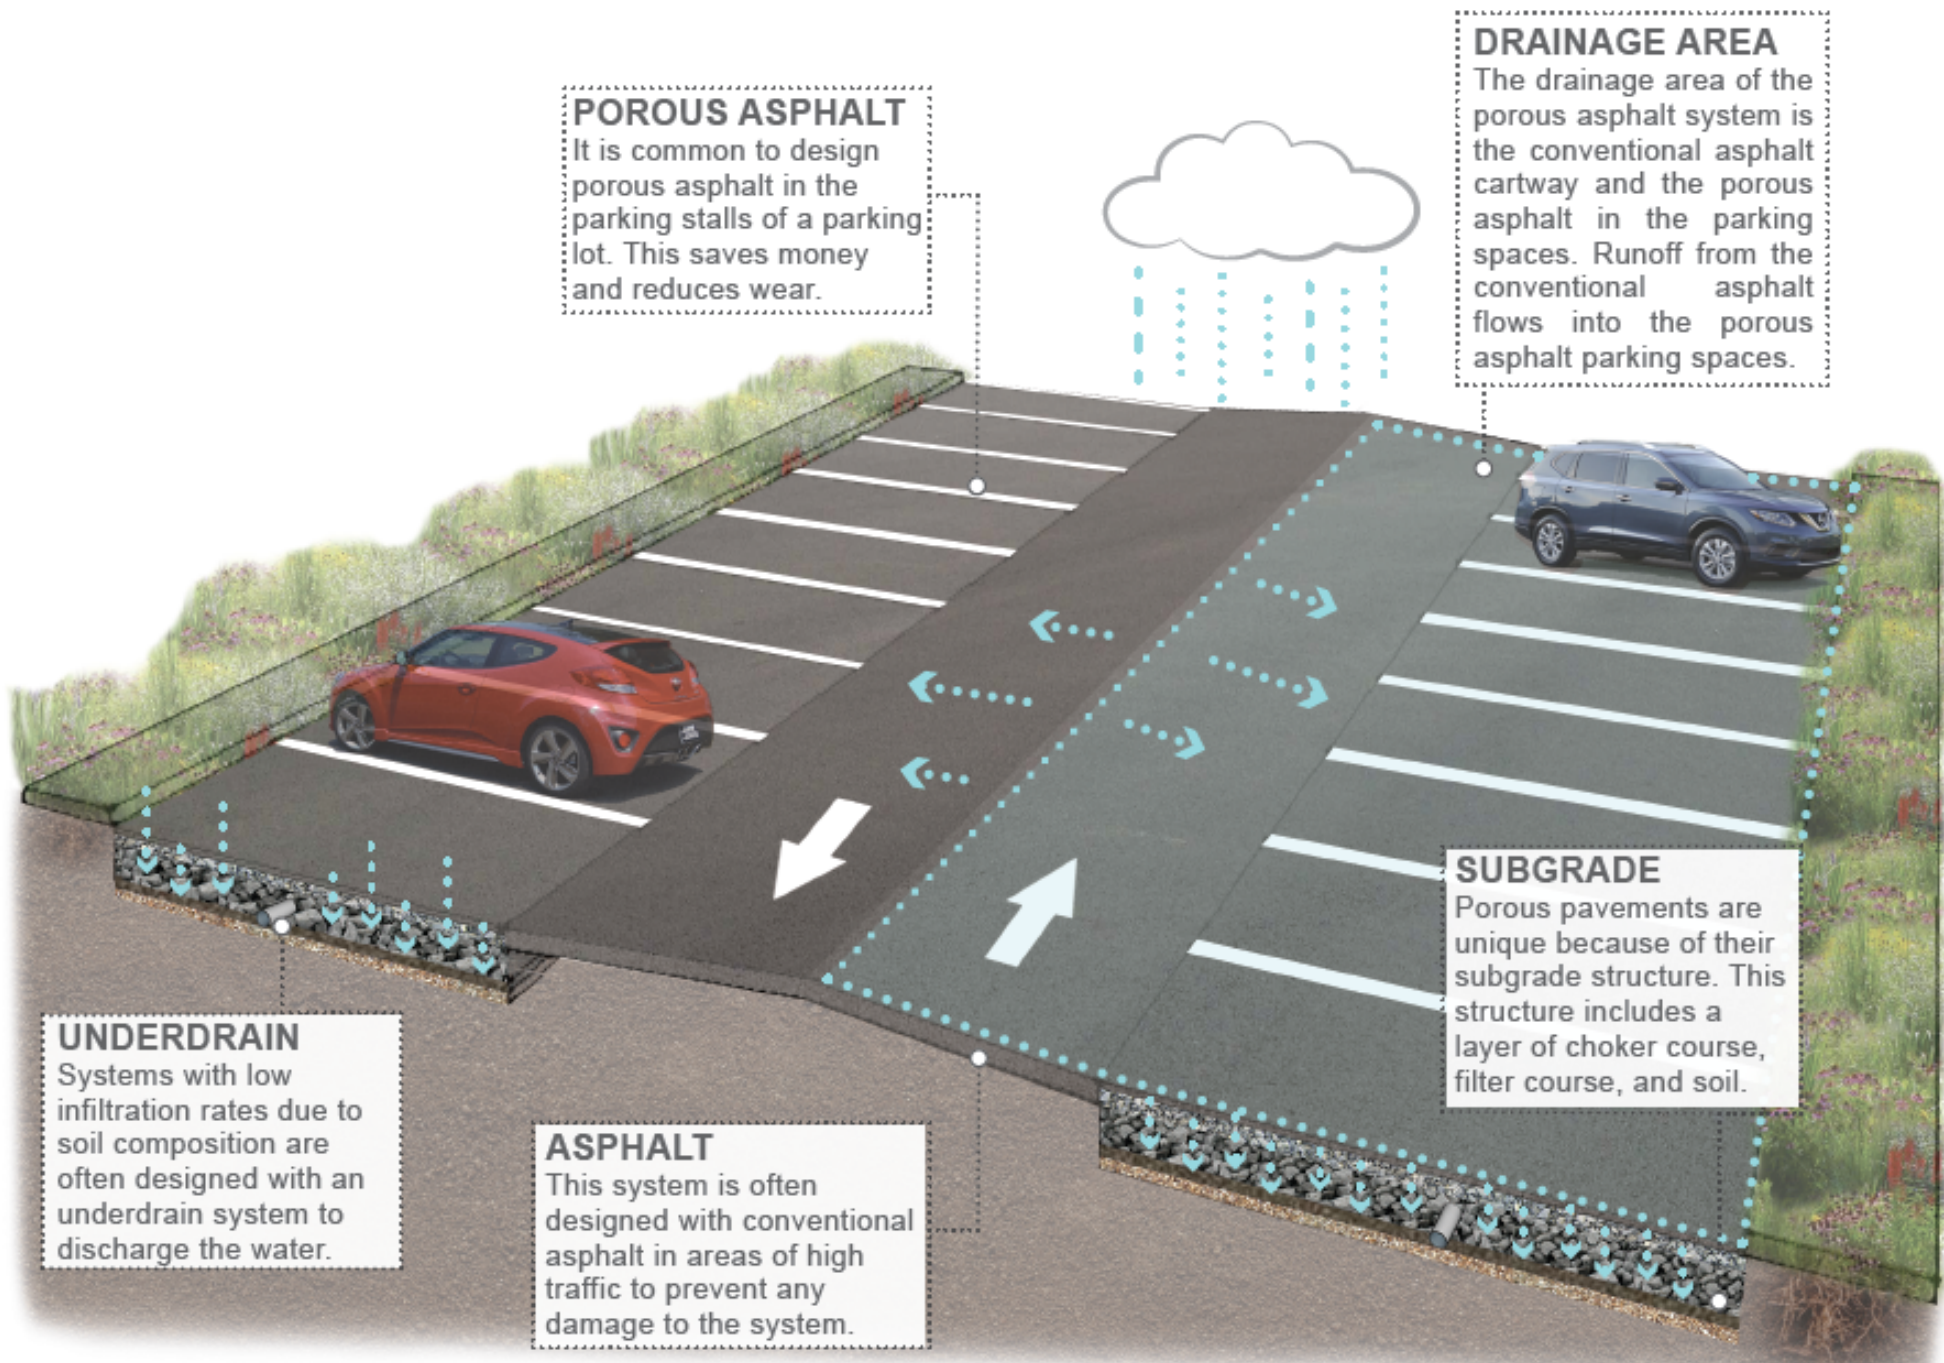 POROUS ASPHALT
It is common to design
porous asphalt in the
parking stalls of a parking
lot. This saves money
and reduces wear.
DRAINAGE AREA
The drainage area of the
porous asphalt system is
the conventional asphalt
cartway and the porous
asphalt in the parking
spaces. Runoff from the
conventional asphalt
flows into the porous
asphalt parking spaces.
SUBGRADE
Porous pavements are
unique because of their
subgrade structure. This
structure includes a
layer of choker course,
filter course, and soil.
UNDERDRAIN
Systems with low
infiltration rates due to
soil composition are
often designed with an
underdrain system to
discharge the water.
ASPHALT
This system is often
designed with conventional
asphalt in areas of high
traffic to prevent any
damage to the system.